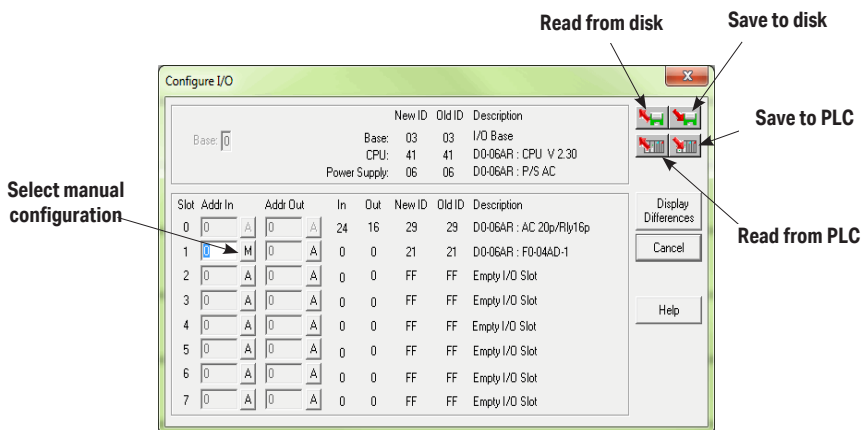 Read from disk
Save to disk
Configure I/O
X
New ID Old ID Description
Base: 0
Base: 03 03 I/O Base
CPU: 41 41 D0-06AR : CPU V 2.30
Power Supply: 06 06 D0-06AR : P/S AC
Save to PLC
Select manual
configuration
Slot Addr In Addr Out In Out New ID Old ID Description
0 0 A 0 A 24 16 29 29 D0-06AR : AC 20p/Rly16p
1 0 M 0 A 0 0 21 21 D0-06AR : F0-04AD-1
2 0 A 0 A 0 0 FF FF Empty I/O Slot
3 0 A 0 A 0 0 FF FF Empty I/O Slot
4 0 A 0 A 0 0 FF FF Empty I/O Slot
5 0 A 0 A 0 0 FF FF Empty I/O Slot
6 0 A 0 A 0 0 FF FF Empty I/O Slot
7 0 A 0 A 0 0 FF FF Empty I/O Slot
Display
Differences
Cancel
Help
Read from PLC